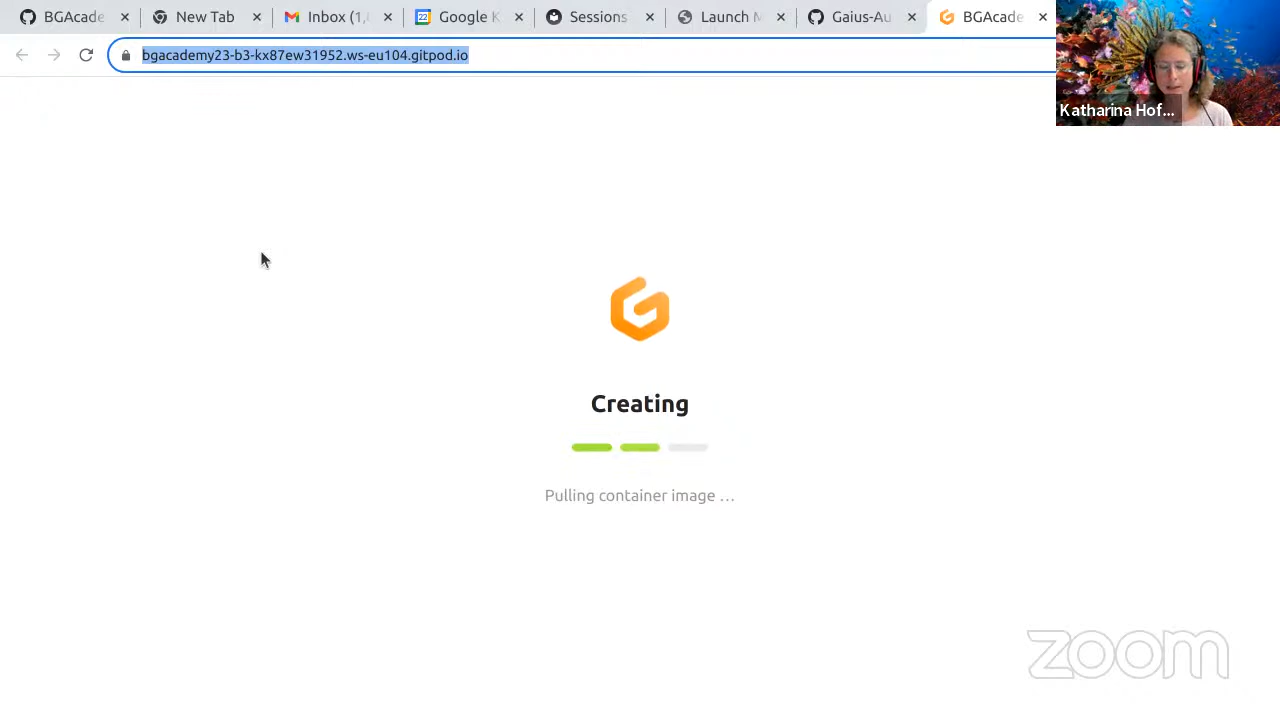 BGAcade
New Tab
Inbox (1,
Google K
Sessions
Launch M
Gaius-Au
BGAcade
bgacademy23-b3-kx87ew31952.ws-eu104.gitpod.io
Katharina Hof...
Creating
Pulling container image ...
zoom